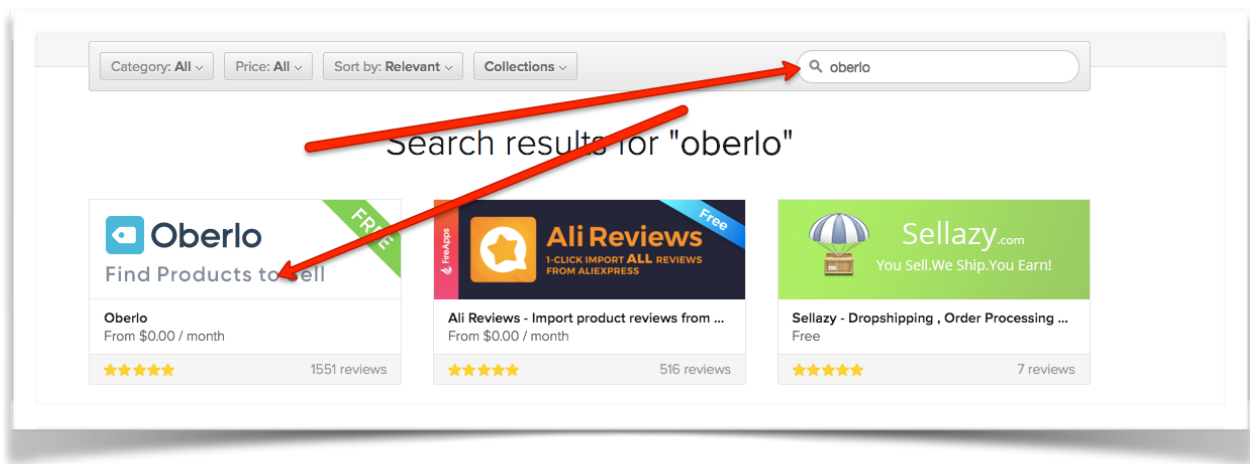 Category: All
Price: All
Sort by: Relevant
Collections
oberlo
Search results for "oberlo"
Oberlo
FREE
Find Products to Sell
Oberlo
From $0.00 / month
1551 reviews
FireApps
Ali Reviews
Free
1-CLICK IMPORT ALL REVIEWS
FROM ALIEXPRESS
Ali Reviews - Import product reviews from ...
From $0.00 / month
516 reviews
Sellazy.com
You Sell.We Ship.You Earn!
Sellazy - Dropshipping , Order Processing ...
Free
7 reviews